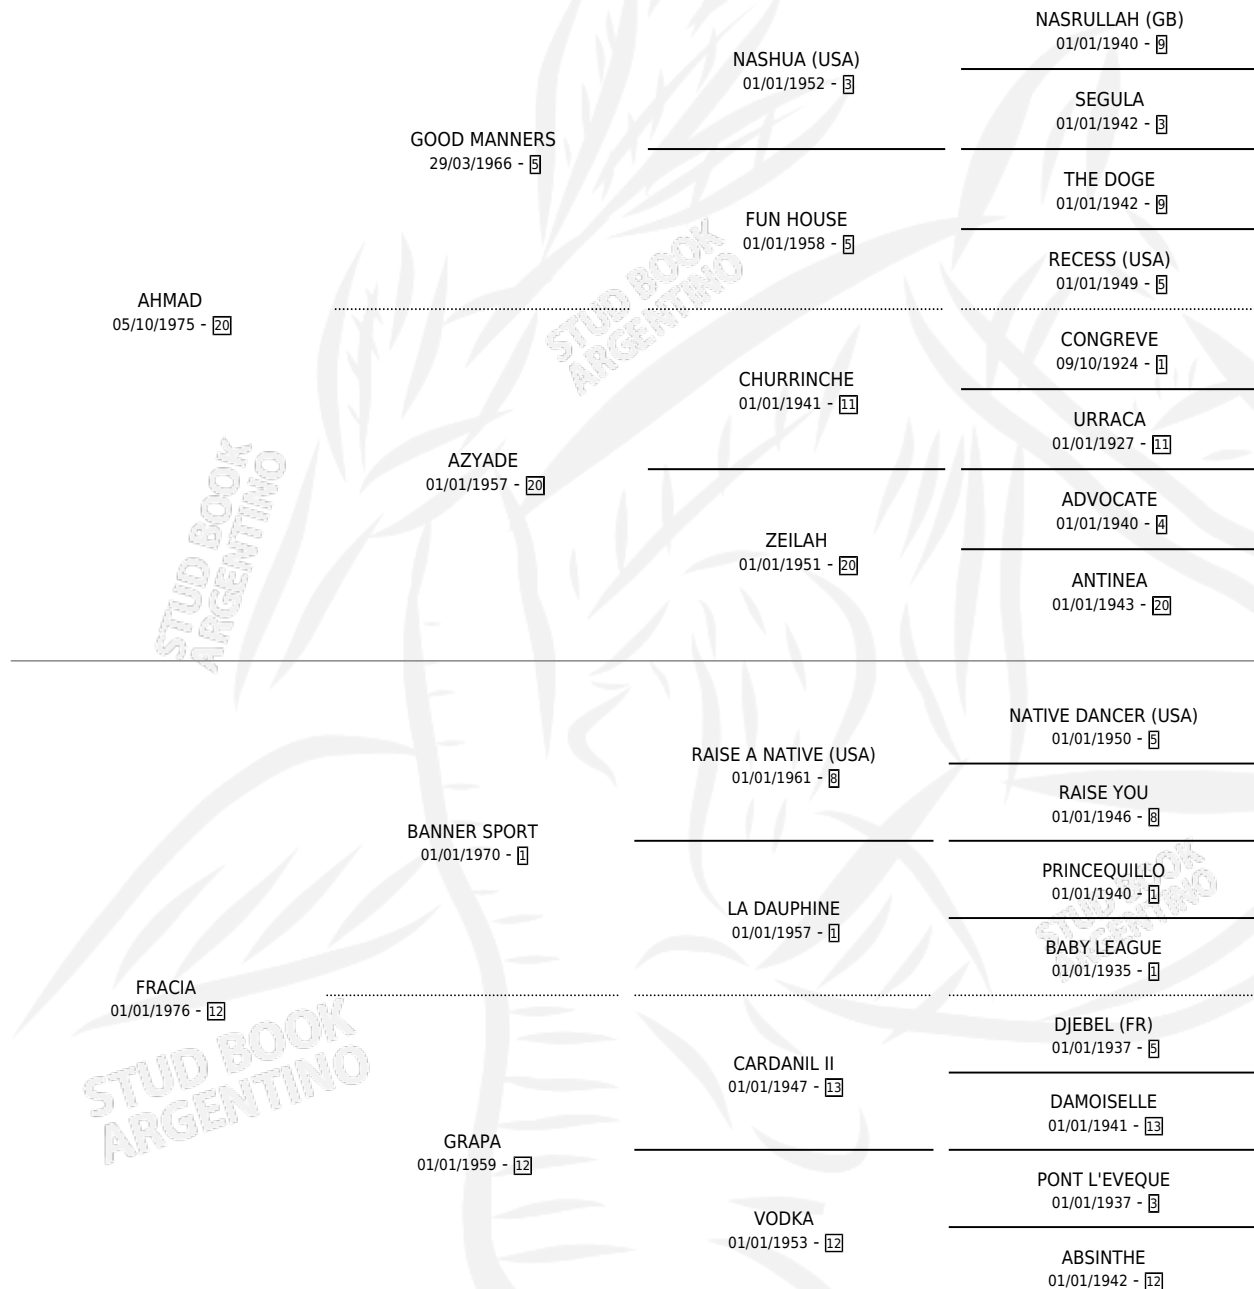 AHMAD
05/10/1975 - 20
GOOD MANNERS
29/03/1966 - 5
NASHUA (USA)
01/01/1952 - 3
NASRULLAH (GB)
01/01/1940 - 9
SEGULA
01/01/1942 - 3
FUN HOUSE
01/01/1958 - 5
THE DOGE
01/01/1942 - 9
RECESS (USA)
01/01/1949 - 5
AZYADE
01/01/1957 - 20
CHURRINCHE
01/01/1941 - 11
CONGREVE
09/10/1924 - 1
URRACA
01/01/1927 - 11
ZEILAH
01/01/1951 - 20
ADVOCATE
01/01/1940 - 4
ANTINEA
01/01/1943 - 20
FRACIA
01/01/1976 - 12
BANNER SPORT
01/01/1970 - 1
RAISE A NATIVE (USA)
01/01/1961 - 8
NATIVE DANCER (USA)
01/01/1950 - 5
RAISE YOU
01/01/1946 - 8
LA DAUPHINE
01/01/1957 - 1
PRINCEQUILLO
01/01/1940 - 1
BABY LEAGUE
01/01/1935 - 1
GRAPA
01/01/1959 - 12
CARDANIL II
01/01/1947 - 13
DJEBEL (FR)
01/01/1937 - 5
DAMOISELLE
01/01/1941 - 13
VODKA
01/01/1953 - 12
PONT L'EVEQUE
01/01/1937 - 3
ABSINTHE
01/01/1942 - 12
STUD BOOK
ARGENTINO
STUD BOOK
ARGENTINO
STUD BOOK
ARGENTINO
STUD BOOK
ARGENTINO